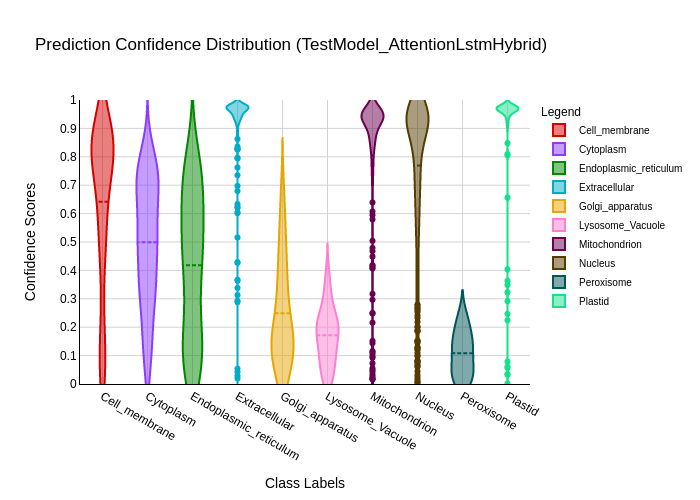 Prediction Confidence Distribution (TestModel_AttentionLstmHybrid)
Legend
Cell_membrane
Cytoplasm
Endoplasmic_reticulum
Extracellular
Golgi_apparatus
Lysosome_Vacuole
Mitochondrion
Nucleus
Peroxisome
Plastid
Confidence Scores
1
0.9
0.8
0.7
0.6
0.5
0.4
0.3
0.2
0.1
0
Cell_membrane
Cytoplasm
Endoplasmic_reticulum
Extracellular
Golgi_apparatus
Lysosome_Vacuole
Mitochondrion
Nucleus
Peroxisome
Plastid
Class Labels